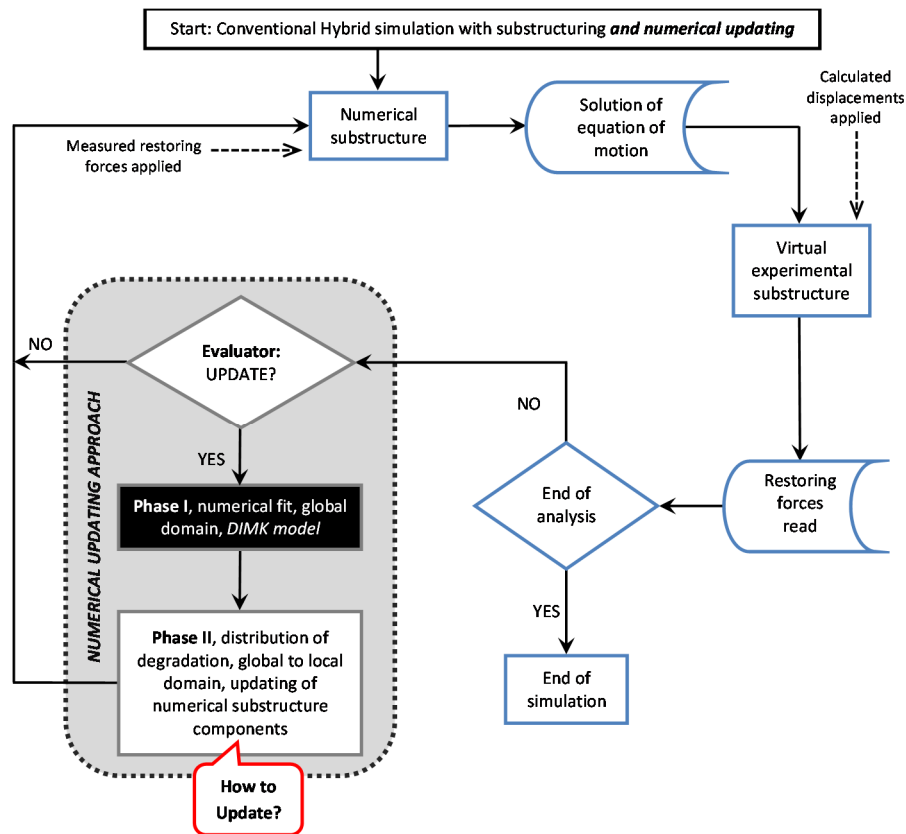 Start: Conventional Hybrid simulation with substructuring and numerical updating
Numerical
substructure
Solution of
equation of
motion
Calculated
displacements
applied
Measured restoring
forces applied
Virtual
experimental
substructure
NO
Evaluator:
UPDATE?
NO
YES
NUMERICAL UPDATING APPROACH
Phase I, numerical fit, global
domain, DIMK model
End of
analysis
Restoring
forces
read
YES
Phase II, distribution of
degradation, global to local
domain, updating of
numerical substructure
components
End of
simulation
How to
Update?